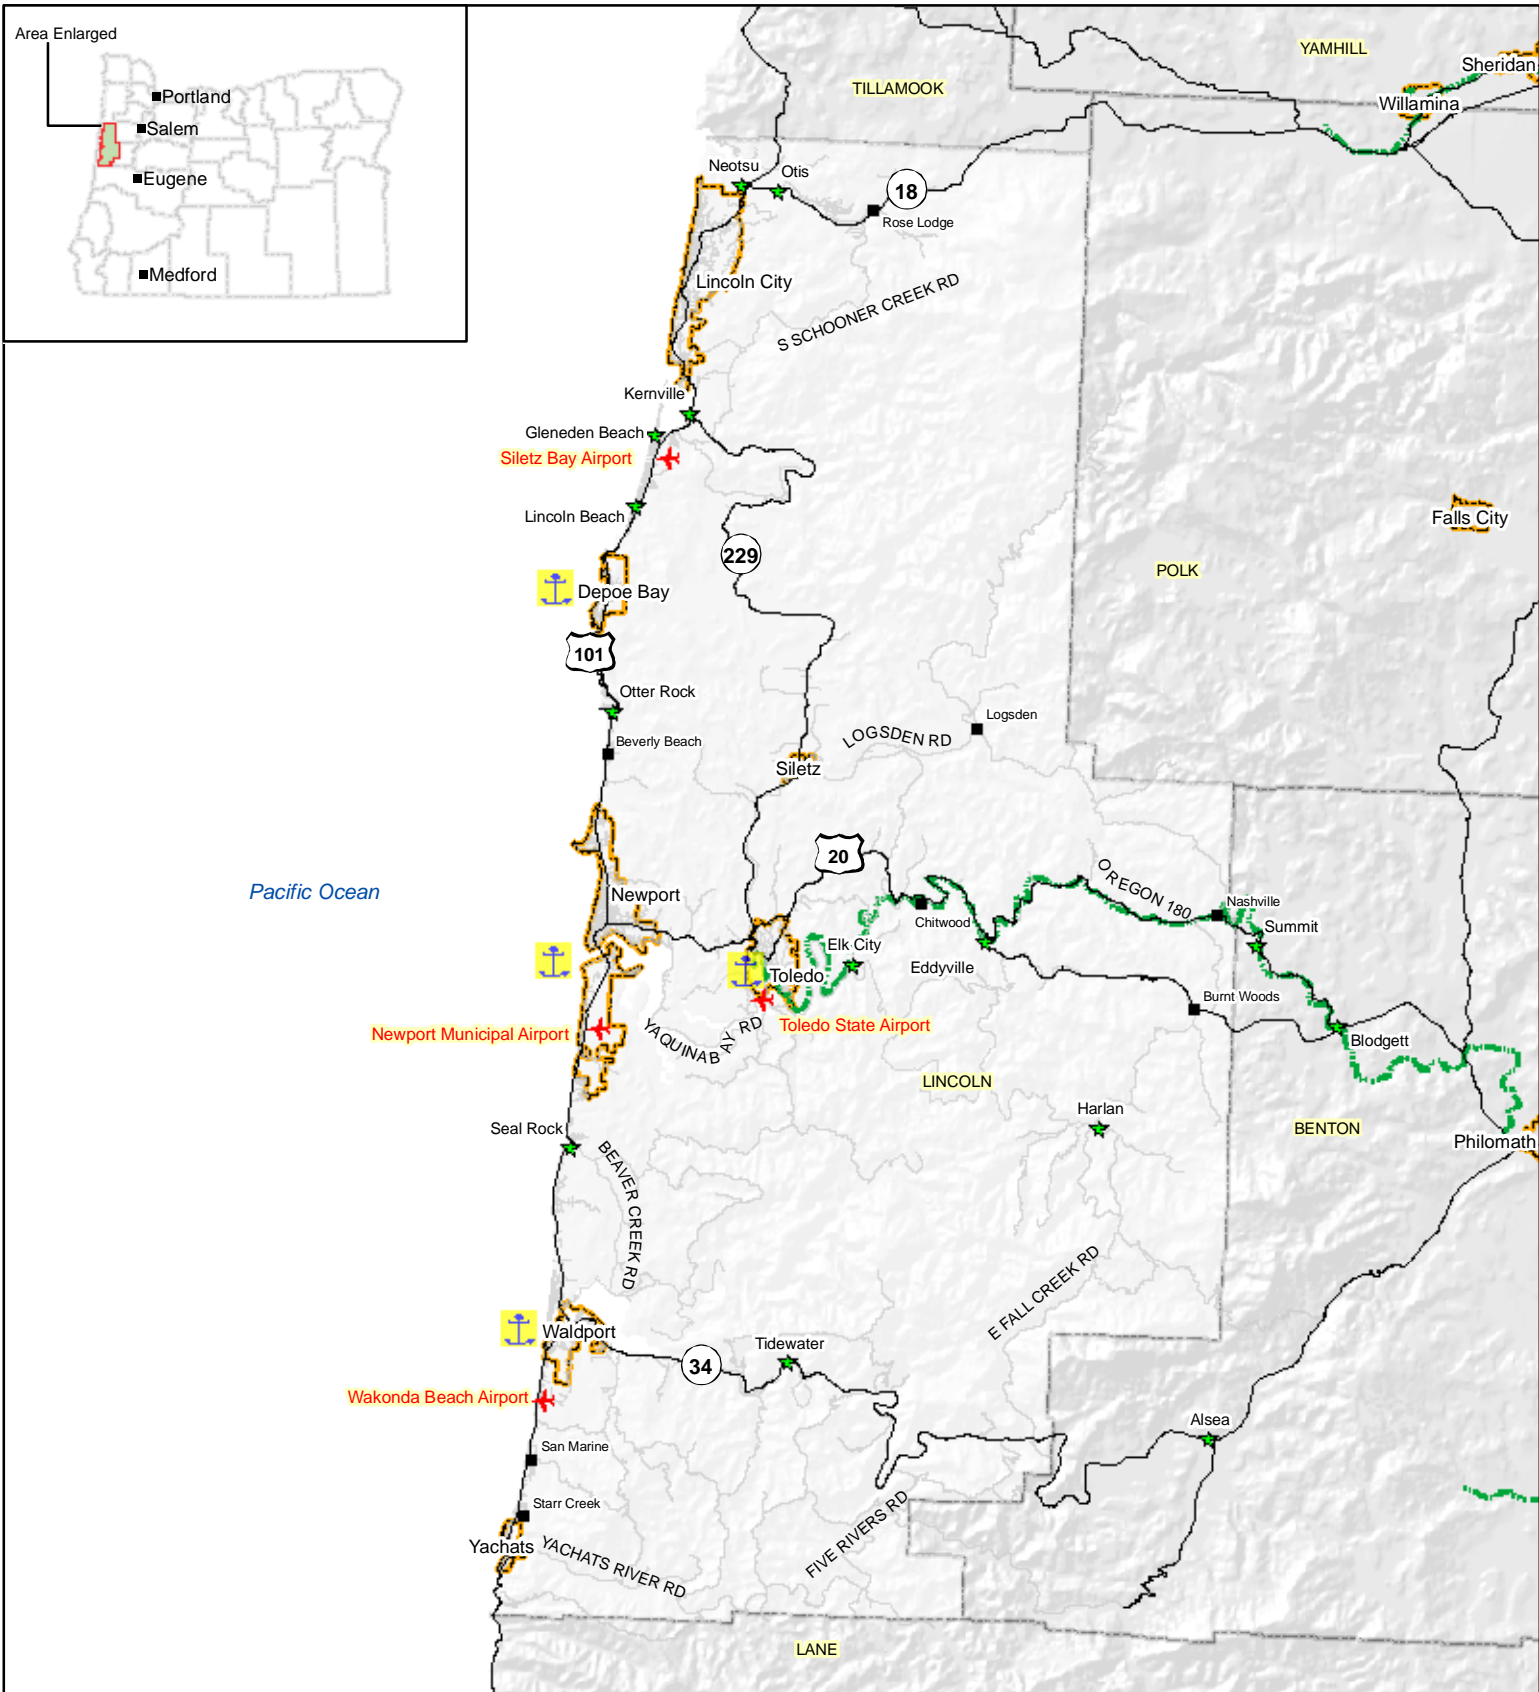 Area Enlarged
Portland
Salem
Eugene
Medford
YAMHILL
Sheridan
TILLAMOOK
Willamina
Neotsu
Otis
18
Rose Lodge
Lincoln City
S SCHOONER CREEK RD
Kernville
Gleneden Beach
Siletz Bay Airport
Lincoln Beach
Falls City
229
POLK
Depoe Bay
101
Otter Rock
Logsden
Beverly Beach
LOGSDEN RD
Siletz
20
OREGON 180
Pacific Ocean
Newport
Nashville
Chitwood
Summit
Elk City
Eddyville
Toledo
Burnt Woods
Newport Municipal Airport
YAQUINA BAY RD
Toledo State Airport
Blodgett
LINCOLN
Harlan
Seal Rock
BENTON
Philomath
BEAVER CREEK RD
E FALL CREEK RD
Waldport
Tidewater
34
Wakonda Beach Airport
Alsea
San Marine
Starr Creek
FIVE RIVERS RD
Yachats
YACHATS RIVER RD
LANE